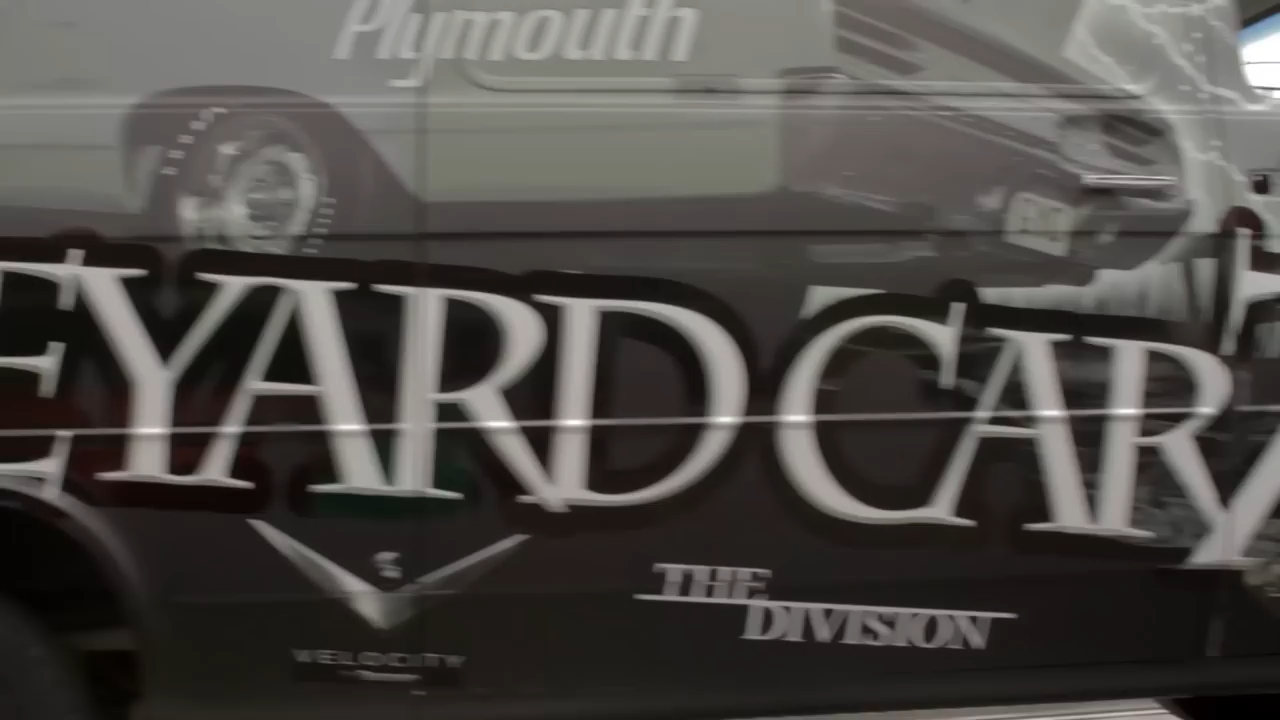 Plymouth
EYARD CAR
THE
DIVISION
VELOCITY